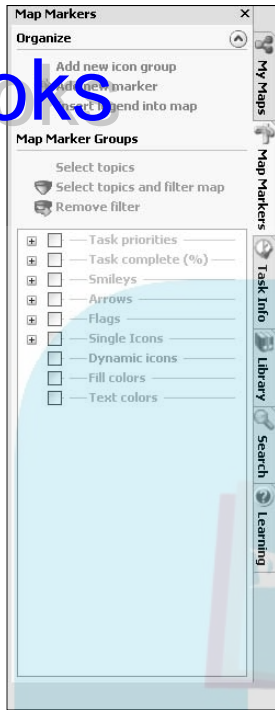 Map Markers
Organize
Add new icon group
Add new marker
Insert legend into map
oks
Map Marker Groups
Select topics
Select topics and filter map
Remove filter
Task priorities
Task complete (%)
Smileys
Arrows
Flags
Single Icons
Dynamic icons
Fill colors
Text colors
My Maps
Map Markers
Task Info
Library
Search
Learning